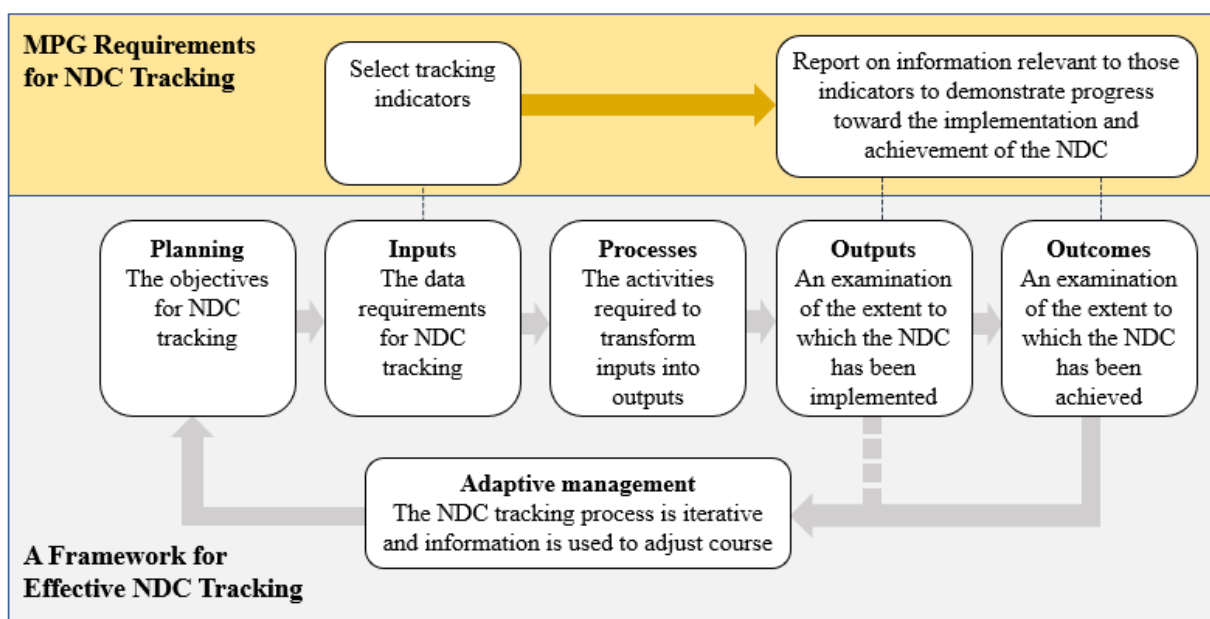 MPG Requirements
for NDC Tracking
Select tracking
indicators
Report on information relevant to those
indicators to demonstrate progress
toward the implementation and
achievement of the NDC
Planning
The objectives
for NDC
tracking
Inputs
The data
requirements
for NDC
tracking
Processes
The activities
required to
transform
inputs into
outputs
Outputs
An examination
of the extent to
which the NDC
has been
implemented
Outcomes
An examination
of the extent to
which the NDC
has been
achieved
Adaptive management
The NDC tracking process is iterative
and information is used to adjust course
A Framework for
Effective NDC Tracking